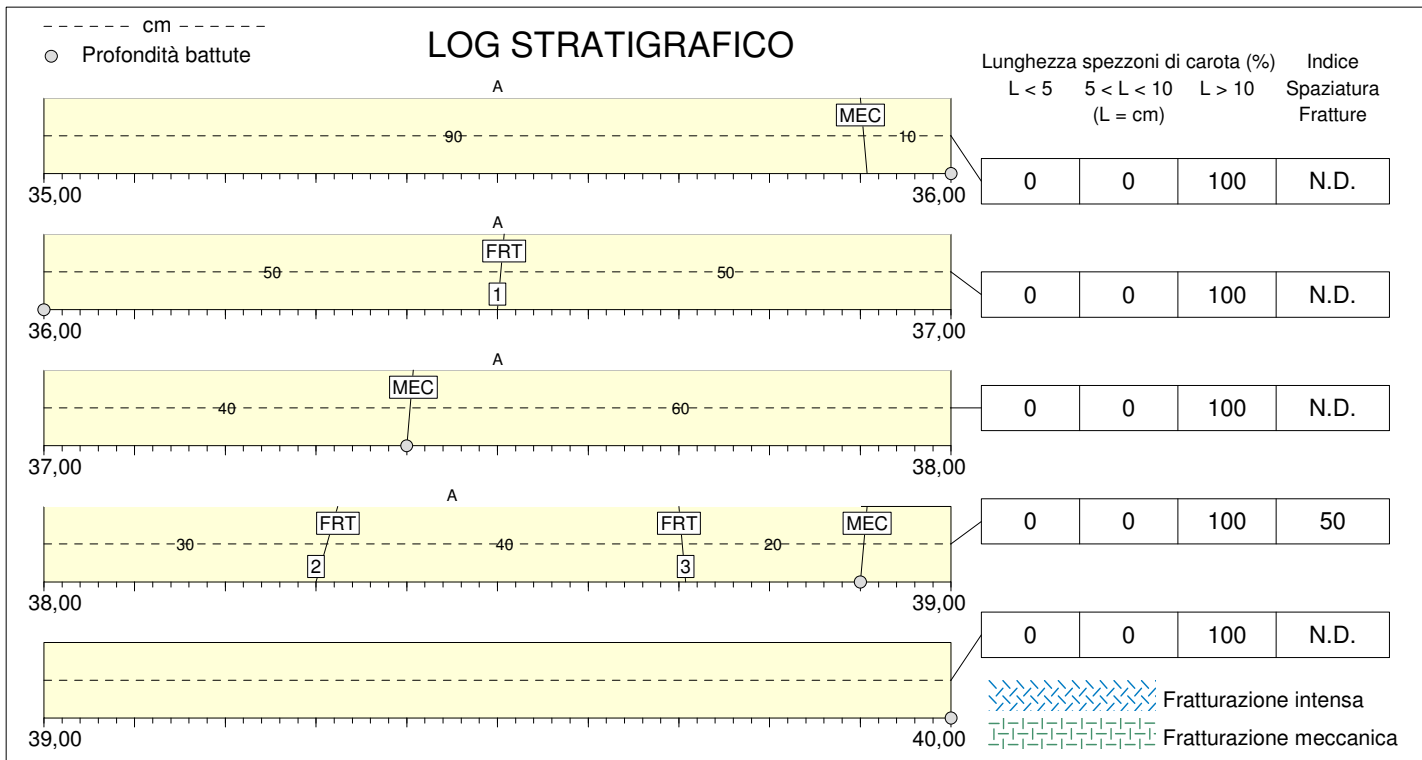 cm
Profondità battute
LOG STRATIGRAFICO
Lunghezza spezzoni di carota (%)
Indice
L < 5
5 < L < 10
L > 10
Spaziatura
(L = cm)
Fratture
A
MEC
90
10
35,00
36,00
0
0
100
N.D.
A
FRT
50
50
1
36,00
37,00
0
0
100
N.D.
A
MEC
40
60
37,00
38,00
0
0
100
N.D.
A
FRT
FRT
MEC
30
40
20
2
3
38,00
39,00
0
0
100
50
39,00
40,00
0
0
100
N.D.
Fratturazione intensa
Fratturazione meccanica